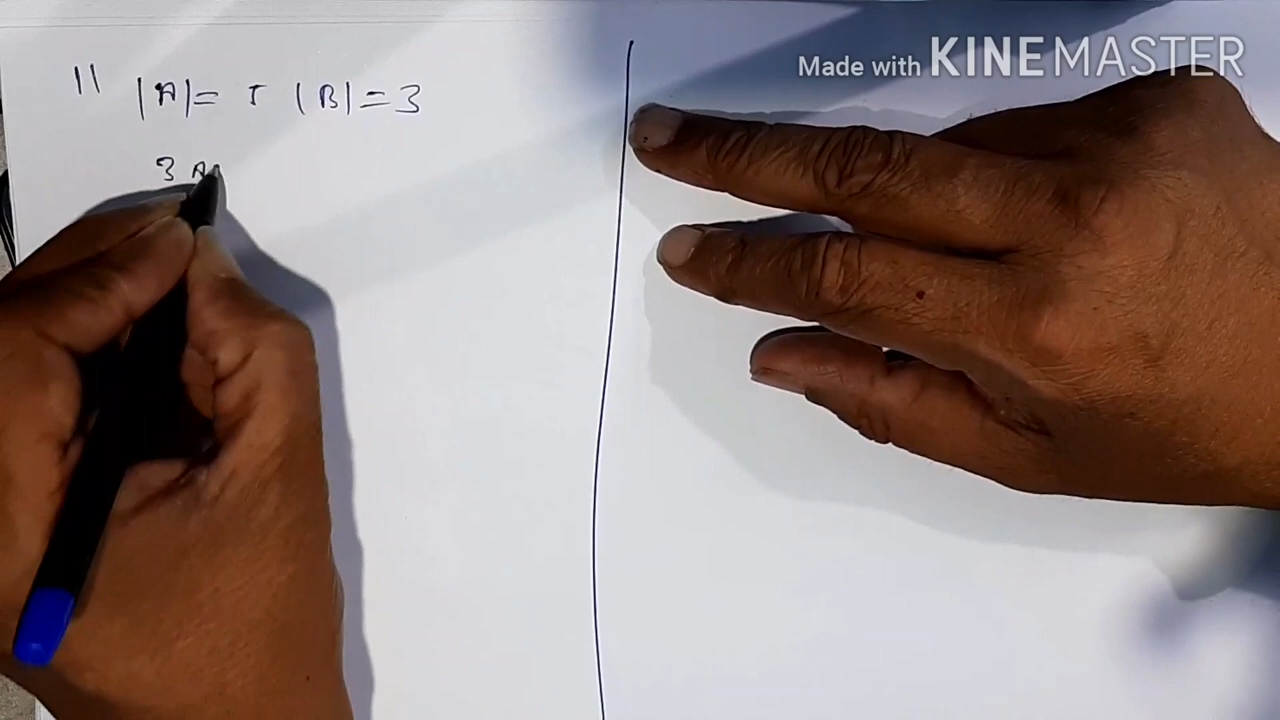 Made with KINEMASTER
11 |A| = 5 |B| = 3
3 A